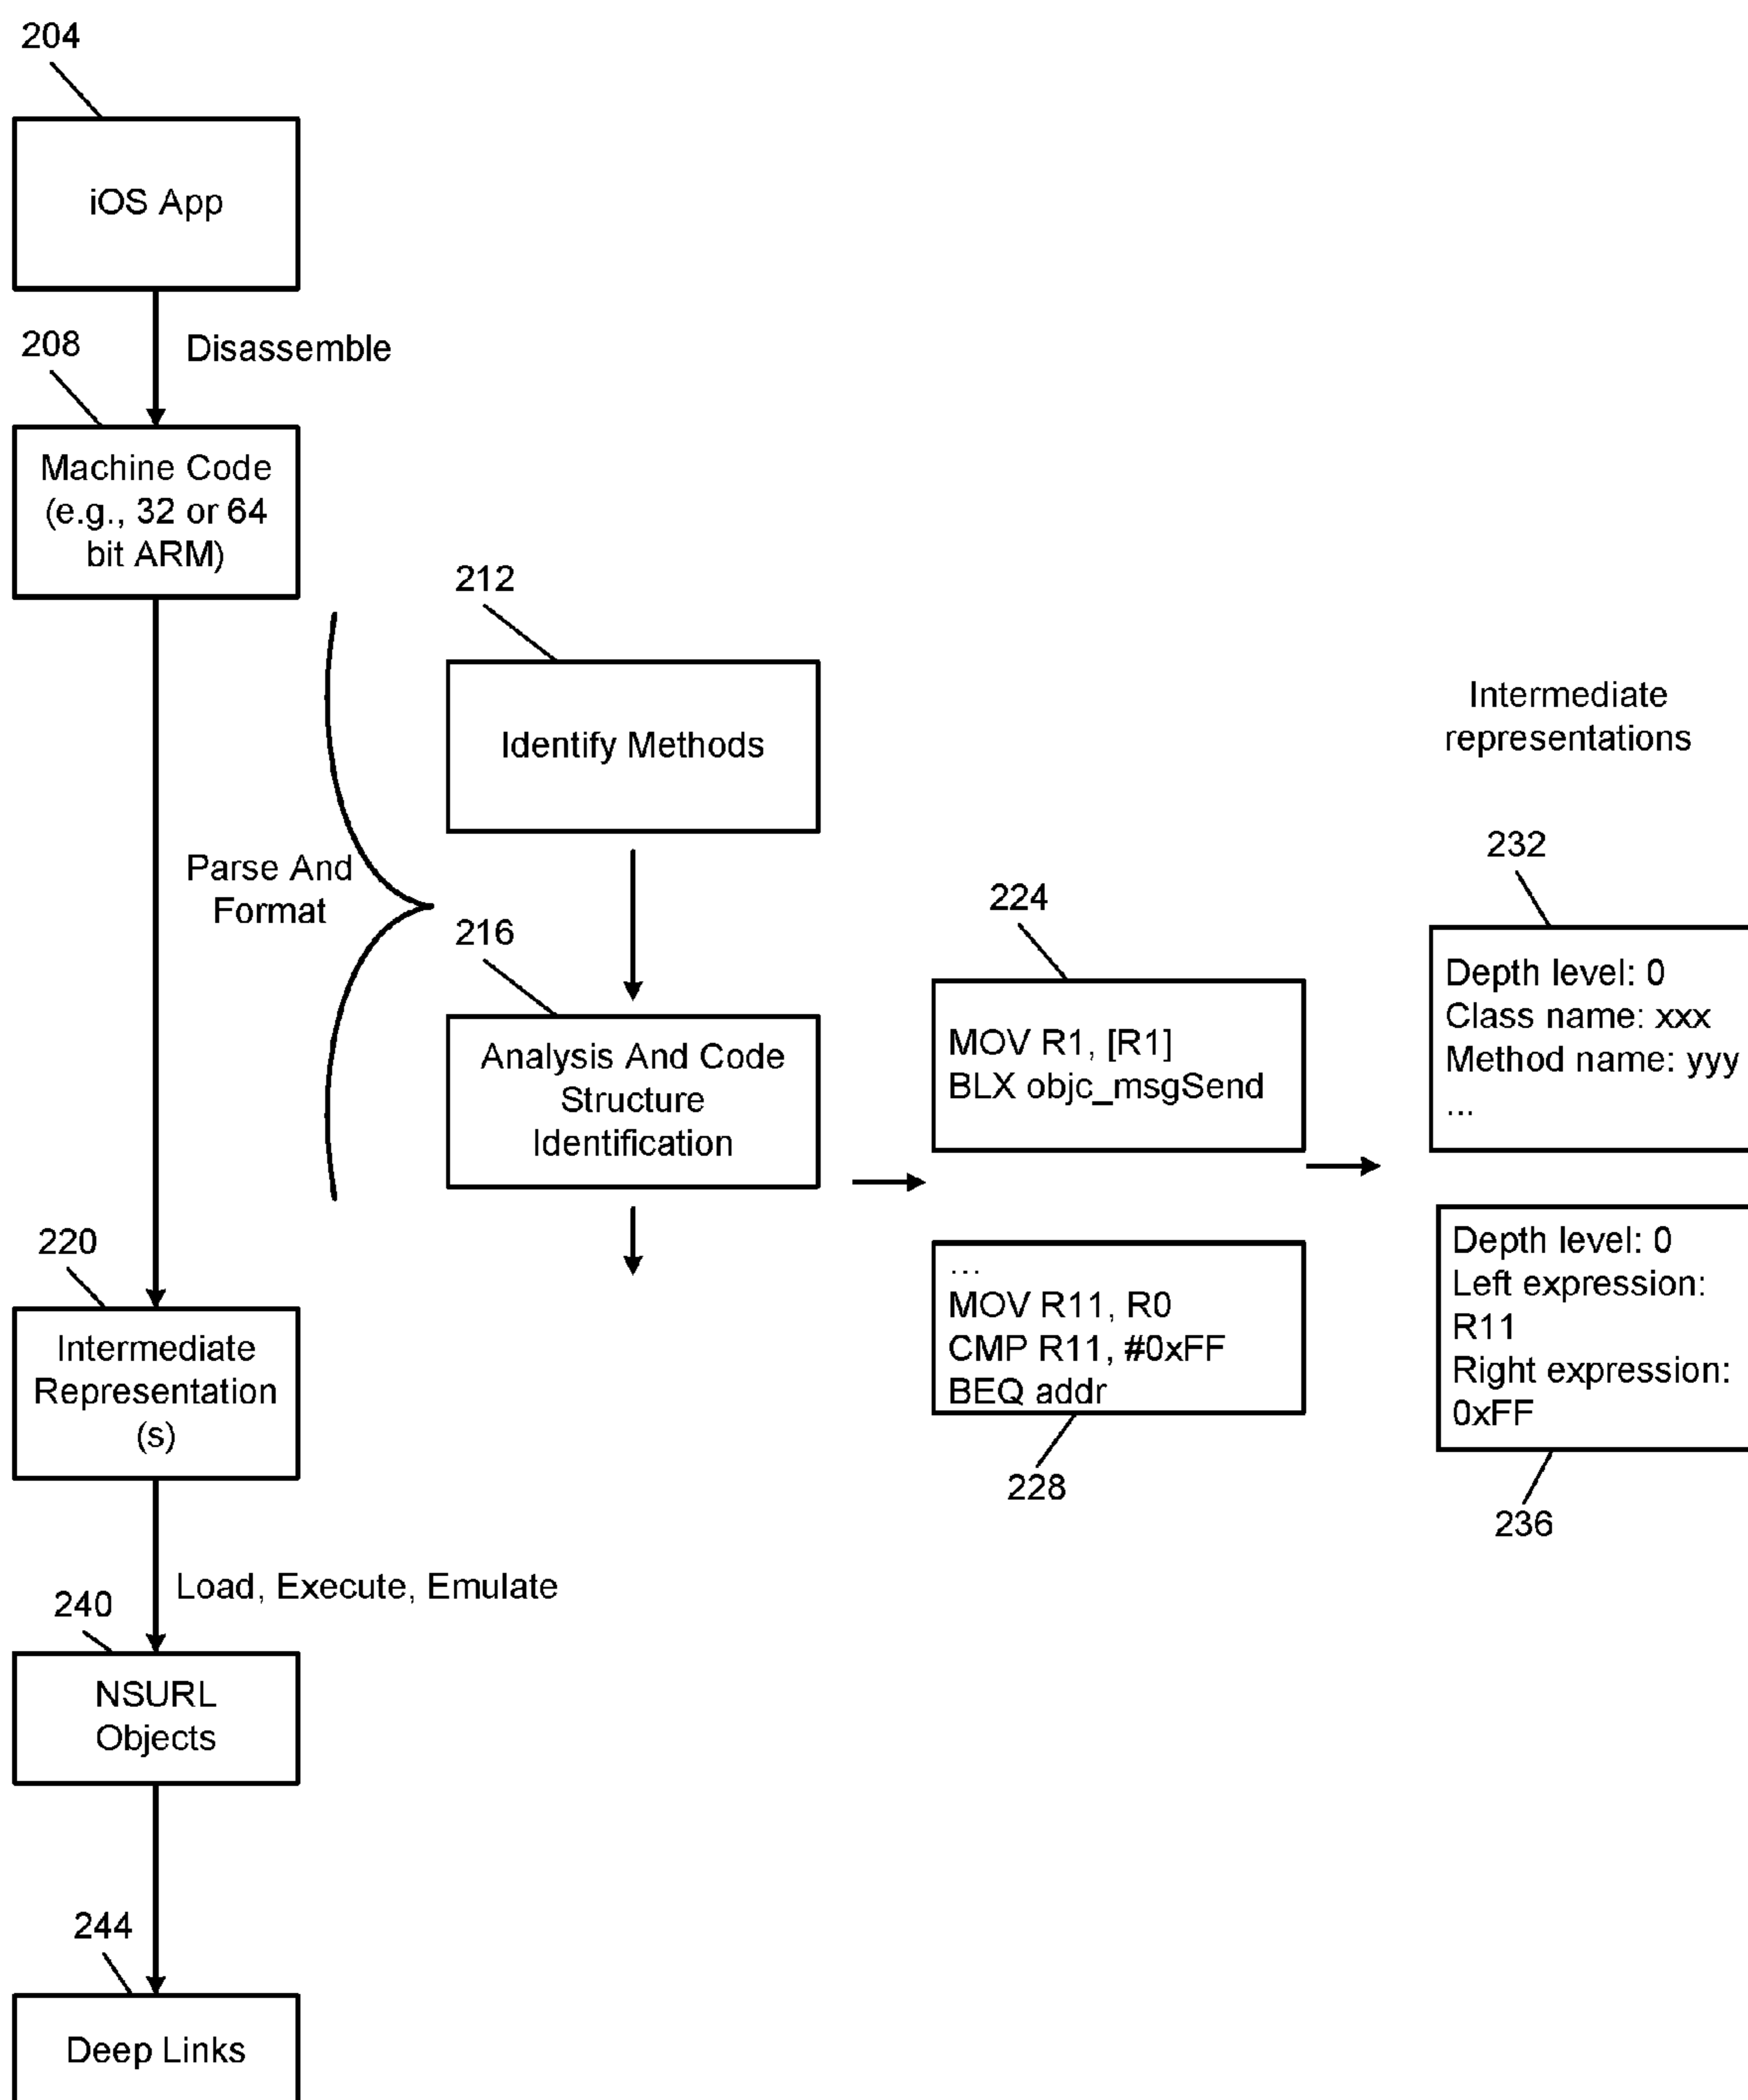 204
iOS App
Disassemble
208
Machine Code
(e.g., 32 or 64
bit ARM)
Parse And
Format
212
Identify Methods
216
Analysis And Code
Structure
Identification
224
MOV R1, [R1]
BLX objc_msgSend
...
MOV R11, R0
CMP R11, #0xFF
BEQ addr
228
Intermediate
representations
232
Depth level: 0
Class name: xxx
Method name: yyy
...
Depth level: 0
Left expression:
R11
Right expression:
0xFF
236
220
Intermediate
Representation
(s)
Load, Execute, Emulate
240
NSURL
Objects
244
Deep Links